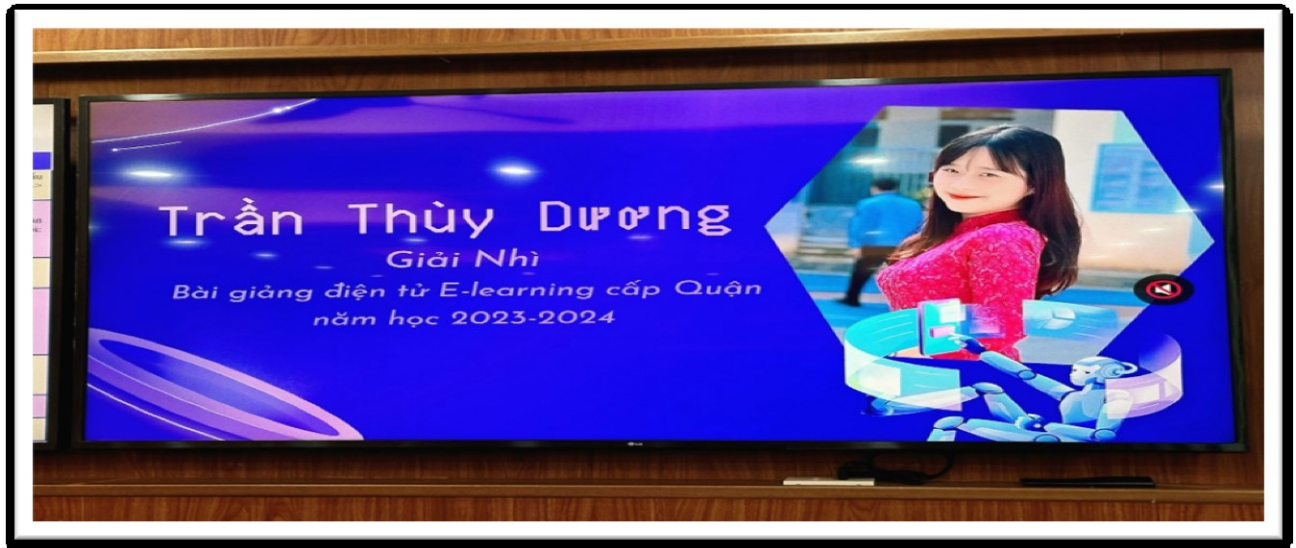 Trần Thùy Dương
Giải Nhì
Bài giảng điện tử E-learning cấp Quận
năm học 2023-2024